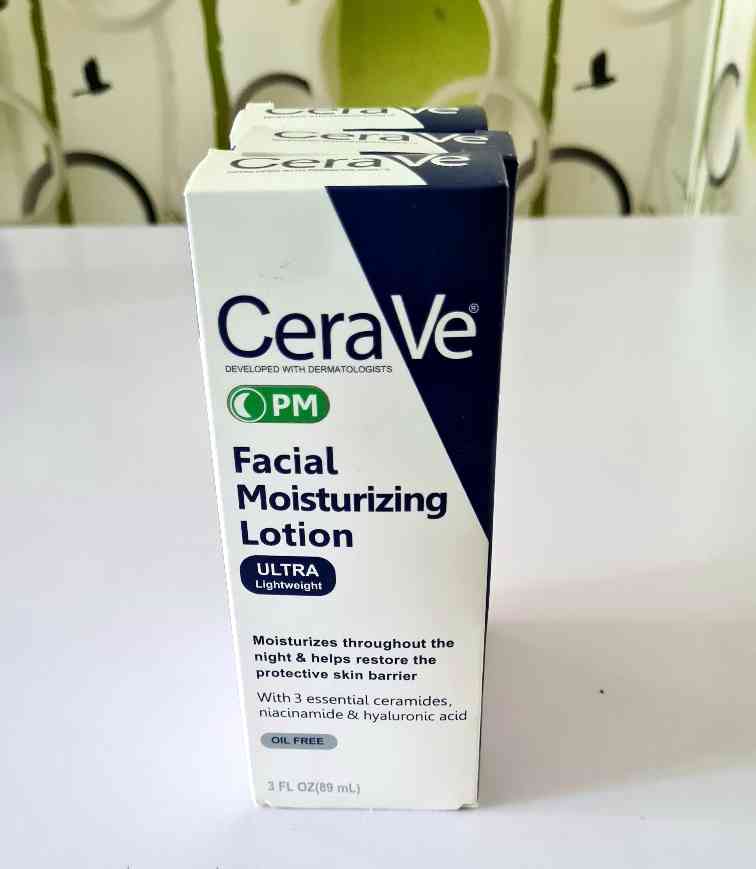 CeraVe
CeraVe
CeraVe
CeraVe®
DEVELOPED WITH DERMATOLOGISTS
PM
Facial
Moisturizing
Lotion
ULTRA
Lightweight
Moisturizes throughout the
night & helps restore the
protective skin barrier
With 3 essential ceramides,
niacinamide & hyaluronic acid
OIL FREE
3 FL OZ(89 mL)